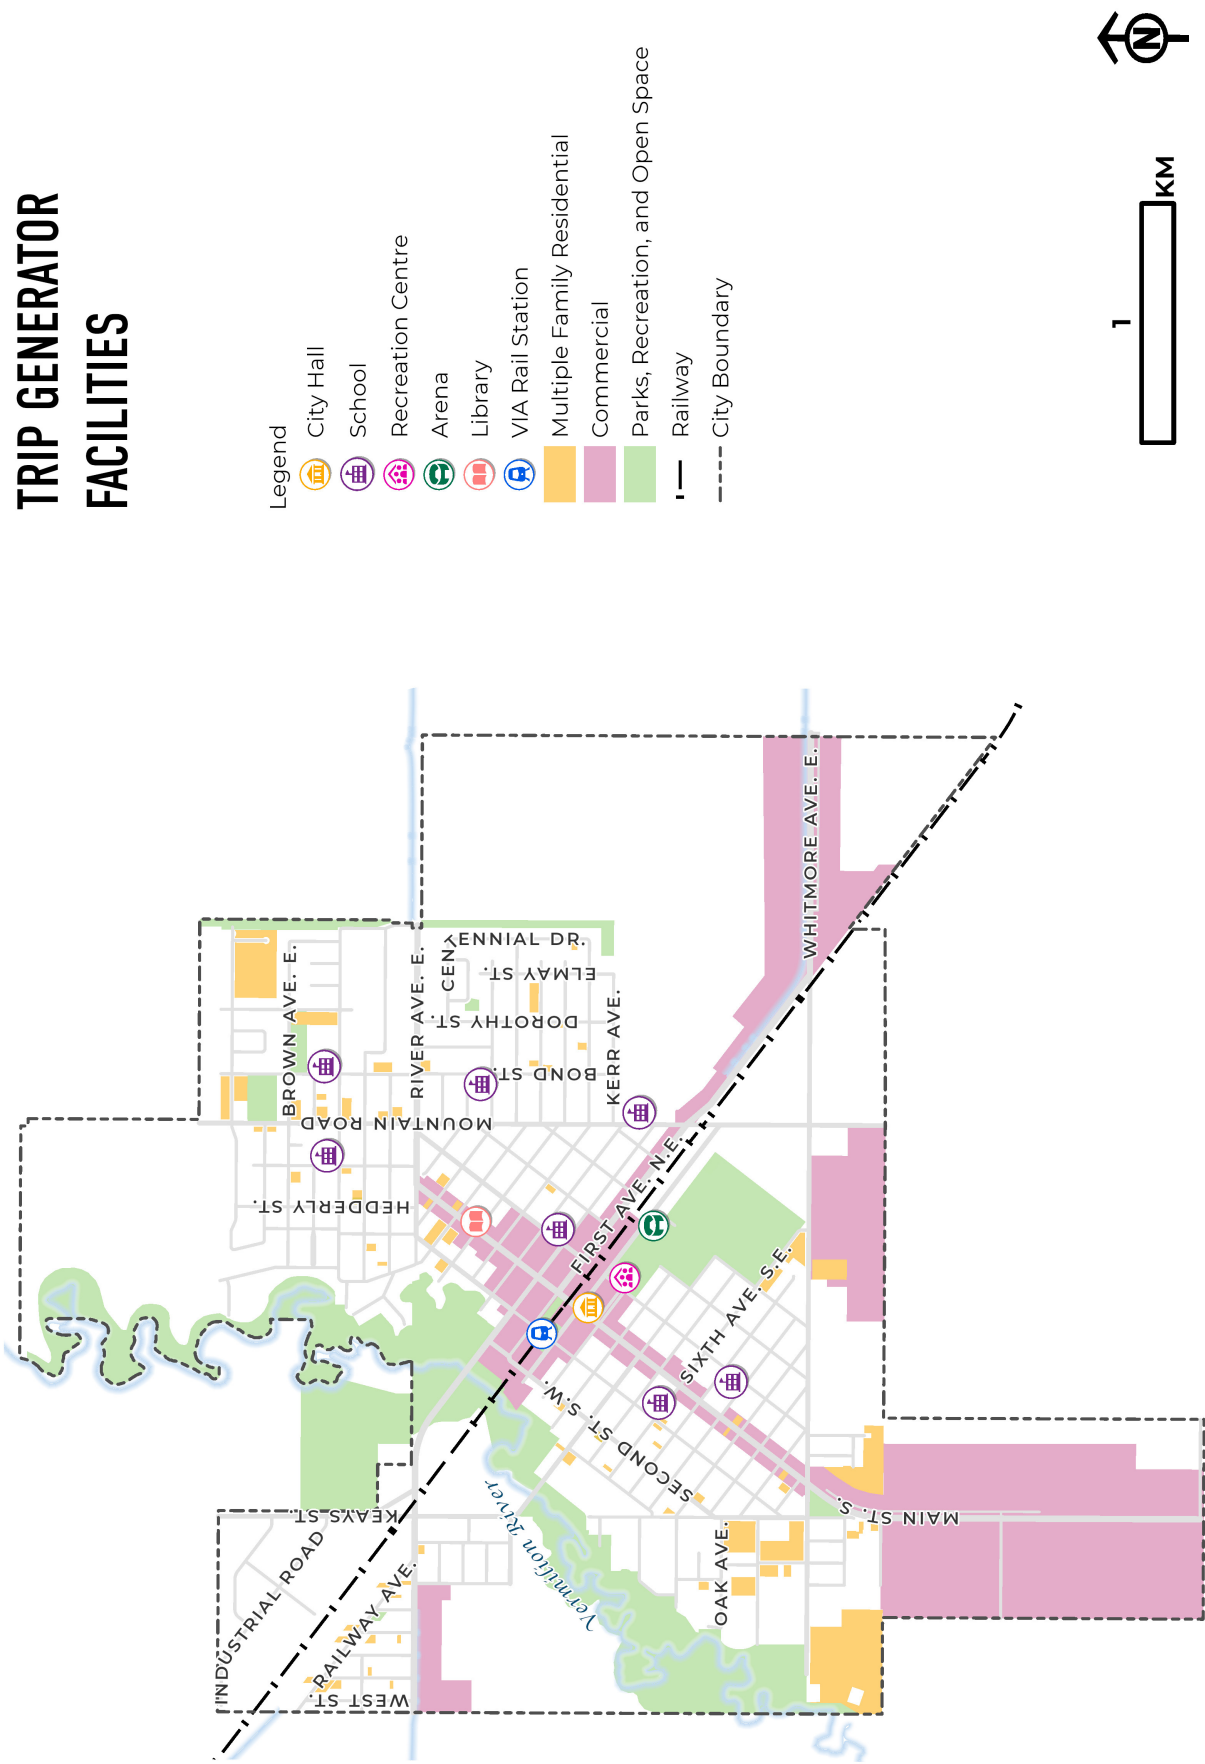 TRIP GENERATOR
FACILITIES
Legend
City Hall
School
Recreation Centre
Arena
Library
VIA Rail Station
Multiple Family Residential
Commercial
Parks, Recreation, and Open Space
Railway
City Boundary
N
1
KM
BROWN AVE. E.
RIVER AVE. E.
CENTENNIAL DR.
ELMAY ST.
DOROTHY ST.
BOND ST.
KERR AVE.
MOUNTAIN ROAD
HEDDERLY ST.
FIRST AVE. N.E.
WHITMORE AVE. E.
SIXTH AVE. S.E.
SECOND ST. S.W.
MAIN ST. S.
OAK AVE.
Vermilion River
KEAYS ST.
INDUSTRIAL ROAD
RAILWAY AVE.
WEST ST.